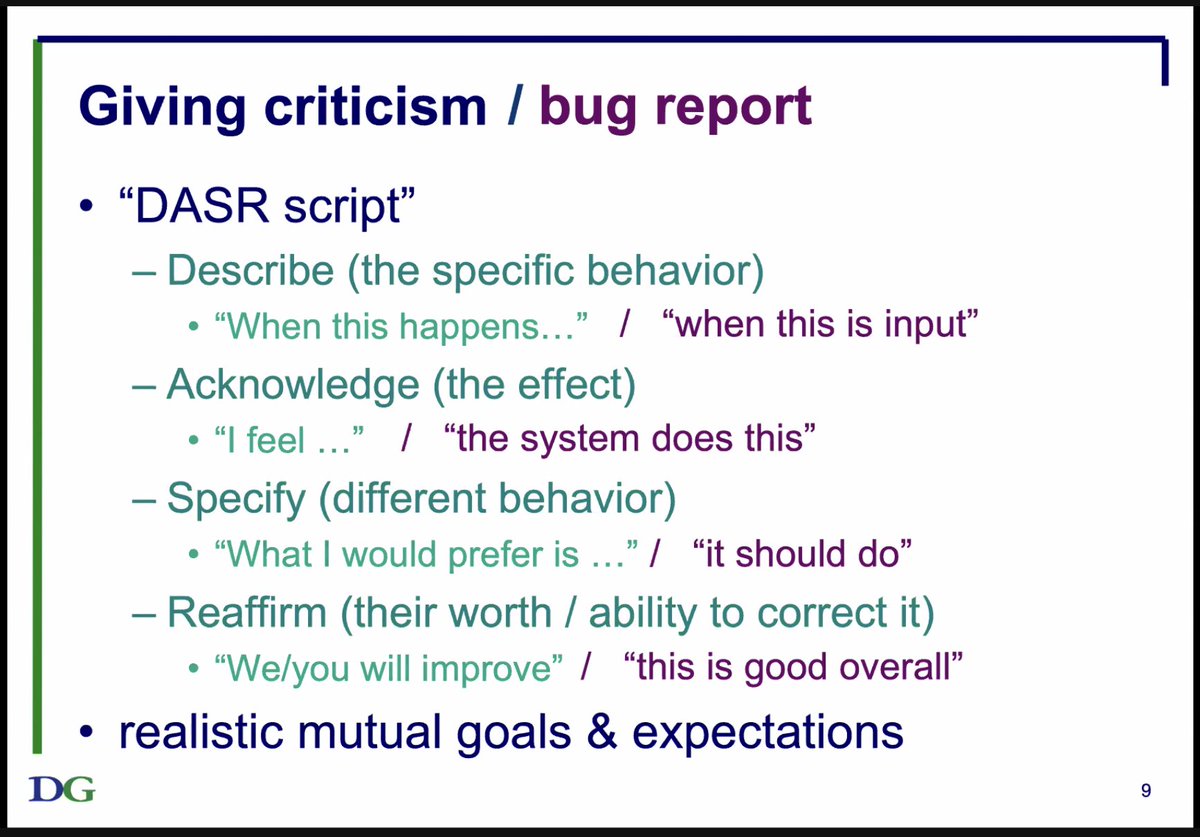 Giving criticism / bug report
• “DASR script”
– Describe (the specific behavior)
• “When this happens…” / “when this is input”
– Acknowledge (the effect)
• “I feel …” / “the system does this”
– Specify (different behavior)
• “What I would prefer is …” / “it should do”
– Reaffirm (their worth / ability to correct it)
• “We/you will improve” / “this is good overall”
• realistic mutual goals & expectations
DG
9